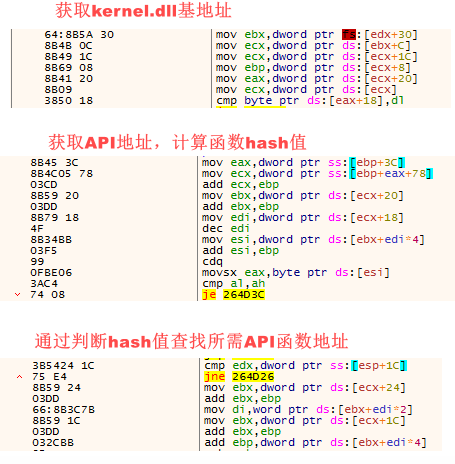 获取kernel.dll基地址
64:8B5A 30 mov ebx,dword ptr fs:[edx+30]
8B4B 0C mov ecx,dword ptr ds:[ebx+C]
8B49 1C mov ecx,dword ptr ds:[ecx+1C]
8B69 08 mov ebp,dword ptr ds:[ecx+8]
8B41 20 mov eax,dword ptr ds:[ecx+20]
8B09 mov ecx,dword ptr ds:[ecx]
3850 18 cmp byte ptr ds:[eax+18],dl
获取API地址，计算函数hash值
8B45 3C mov eax,dword ptr ss:[ebp+3C]
8B4C05 78 mov ecx,dword ptr ss:[ebp+eax+78]
03CD add ecx,ebp
8B59 20 mov ebx,dword ptr ds:[ecx+20]
03DD add ebx,ebp
8B79 18 mov edi,dword ptr ds:[ecx+18]
4F dec edi
8B34BB mov esi,dword ptr ds:[ebx+edi*4]
03F5 add esi,ebp
99 cdq
0FBE06 movsx eax,byte ptr ds:[esi]
3AC4 cmp al,ah
74 08 je 264D3C
通过判断hash值查找所需API函数地址
3B5424 1C cmp edx,dword ptr ss:[esp+1C]
75 E4 jne 264D26
8B59 24 mov ebx,dword ptr ds:[ecx+24]
03DD add ebx,ebp
66:8B3C7B mov di,word ptr ds:[ebx+edi*2]
8B59 1C mov ebx,dword ptr ds:[ecx+1C]
03DD add ebx,ebp
032CBB add ebp,dword ptr ds:[ebx+edi*4]